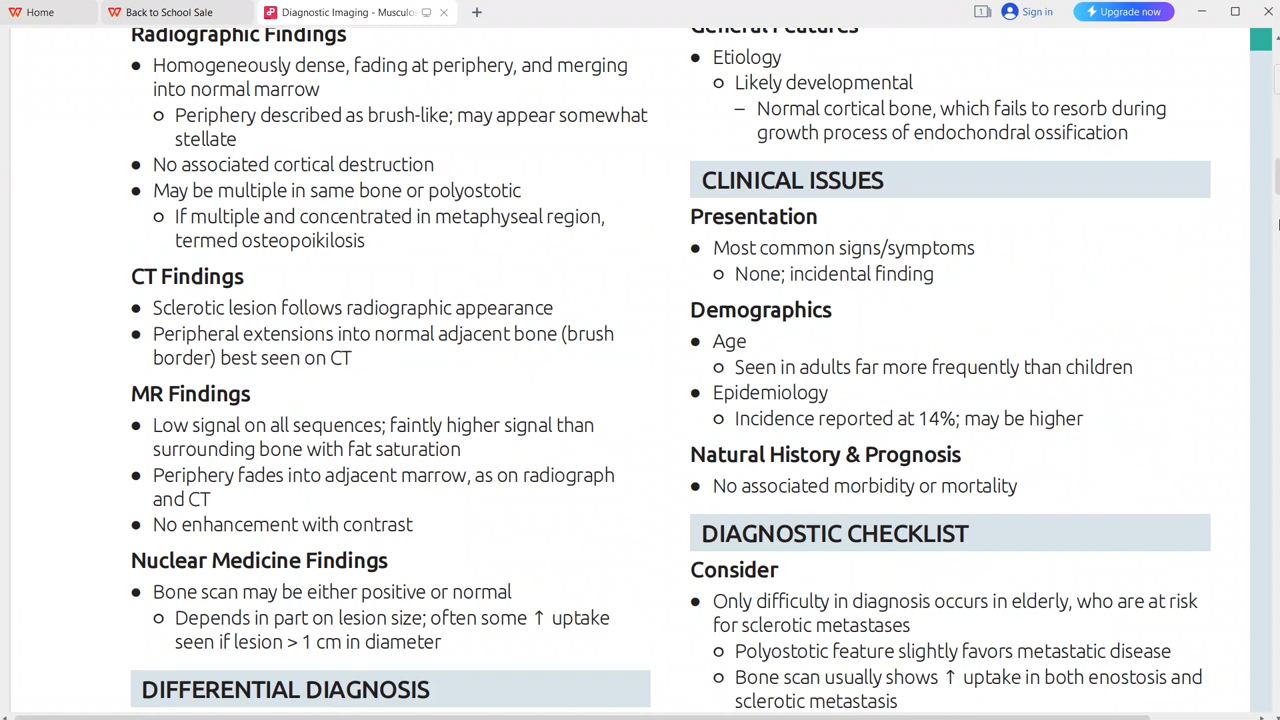 Home
Back to School Sale
Diagnostic Imaging - Musculos
1
Sign in
Upgrade now
Radiographic Findings
● Homogeneously dense, fading at periphery, and merging
into normal marrow
○ Periphery described as brush-like; may appear somewhat
stellate
● No associated cortical destruction
● May be multiple in same bone or polyostotic
○ If multiple and concentrated in metaphyseal region,
termed osteopoikilosis
CT Findings
● Sclerotic lesion follows radiographic appearance
● Peripheral extensions into normal adjacent bone (brush
border) best seen on CT
MR Findings
● Low signal on all sequences; faintly higher signal than
surrounding bone with fat saturation
● Periphery fades into adjacent marrow, as on radiograph
and CT
● No enhancement with contrast
Nuclear Medicine Findings
● Bone scan may be either positive or normal
○ Depends in part on lesion size; often some ↑ uptake
seen if lesion > 1 cm in diameter
DIFFERENTIAL DIAGNOSIS
General Features
● Etiology
○ Likely developmental
– Normal cortical bone, which fails to resorb during
growth process of endochondral ossification
CLINICAL ISSUES
Presentation
● Most common signs/symptoms
○ None; incidental finding
Demographics
● Age
○ Seen in adults far more frequently than children
● Epidemiology
○ Incidence reported at 14%; may be higher
Natural History & Prognosis
● No associated morbidity or mortality
DIAGNOSTIC CHECKLIST
Consider
● Only difficulty in diagnosis occurs in elderly, who are at risk
for sclerotic metastases
○ Polyostotic feature slightly favors metastatic disease
○ Bone scan usually shows ↑ uptake in both enostosis and
sclerotic metastasis